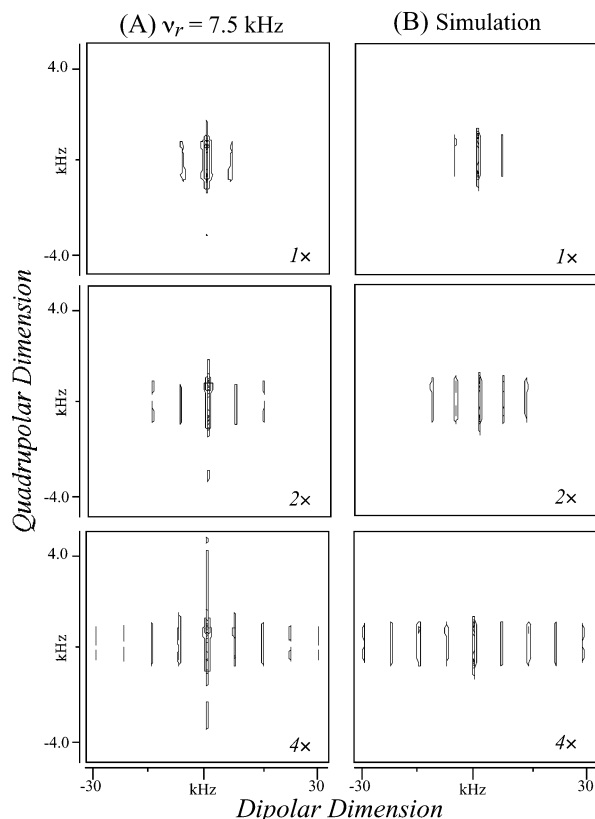 (A) νr = 7.5 kHz
(B) Simulation
4.0
kHz
-4.0
1×
1×
4.0
kHz
-4.0
2×
2×
4.0
kHz
-4.0
4×
4×
Quadrupolar Dimension
-30
kHz
30
-30
kHz
30
Dipolar Dimension